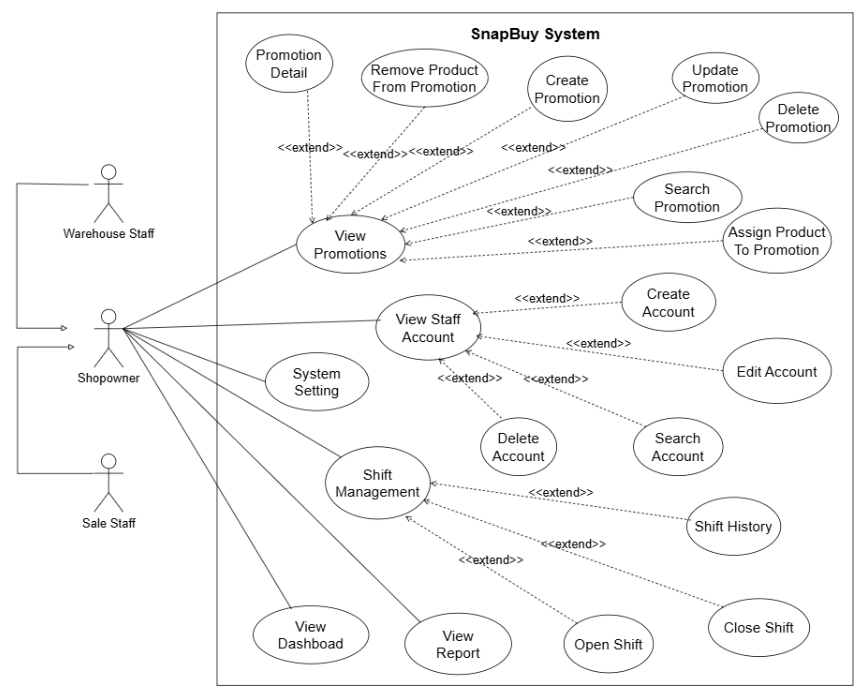 SnapBuy System
Promotion
Detail
Remove Product
From Promotion
Create
Promotion
Update
Promotion
Delete
Promotion
<<extend>>
<<extend>>
<<extend>>
<<extend>>
<<extend>>
Search
Promotion
<<extend>>
Assign Product
To Promotion
<<extend>>
View
Promotions
Warehouse Staff
Create
Account
<<extend>>
View Staff
Account
<<extend>>
Edit Account
Shopowner
System
Setting
<<extend>>
<<extend>>
Delete
Account
Search
Account
Shift
Management
<<extend>>
Shift History
Sale Staff
<<extend>>
<<extend>>
View
Dashboad
View
Report
Open Shift
Close Shift